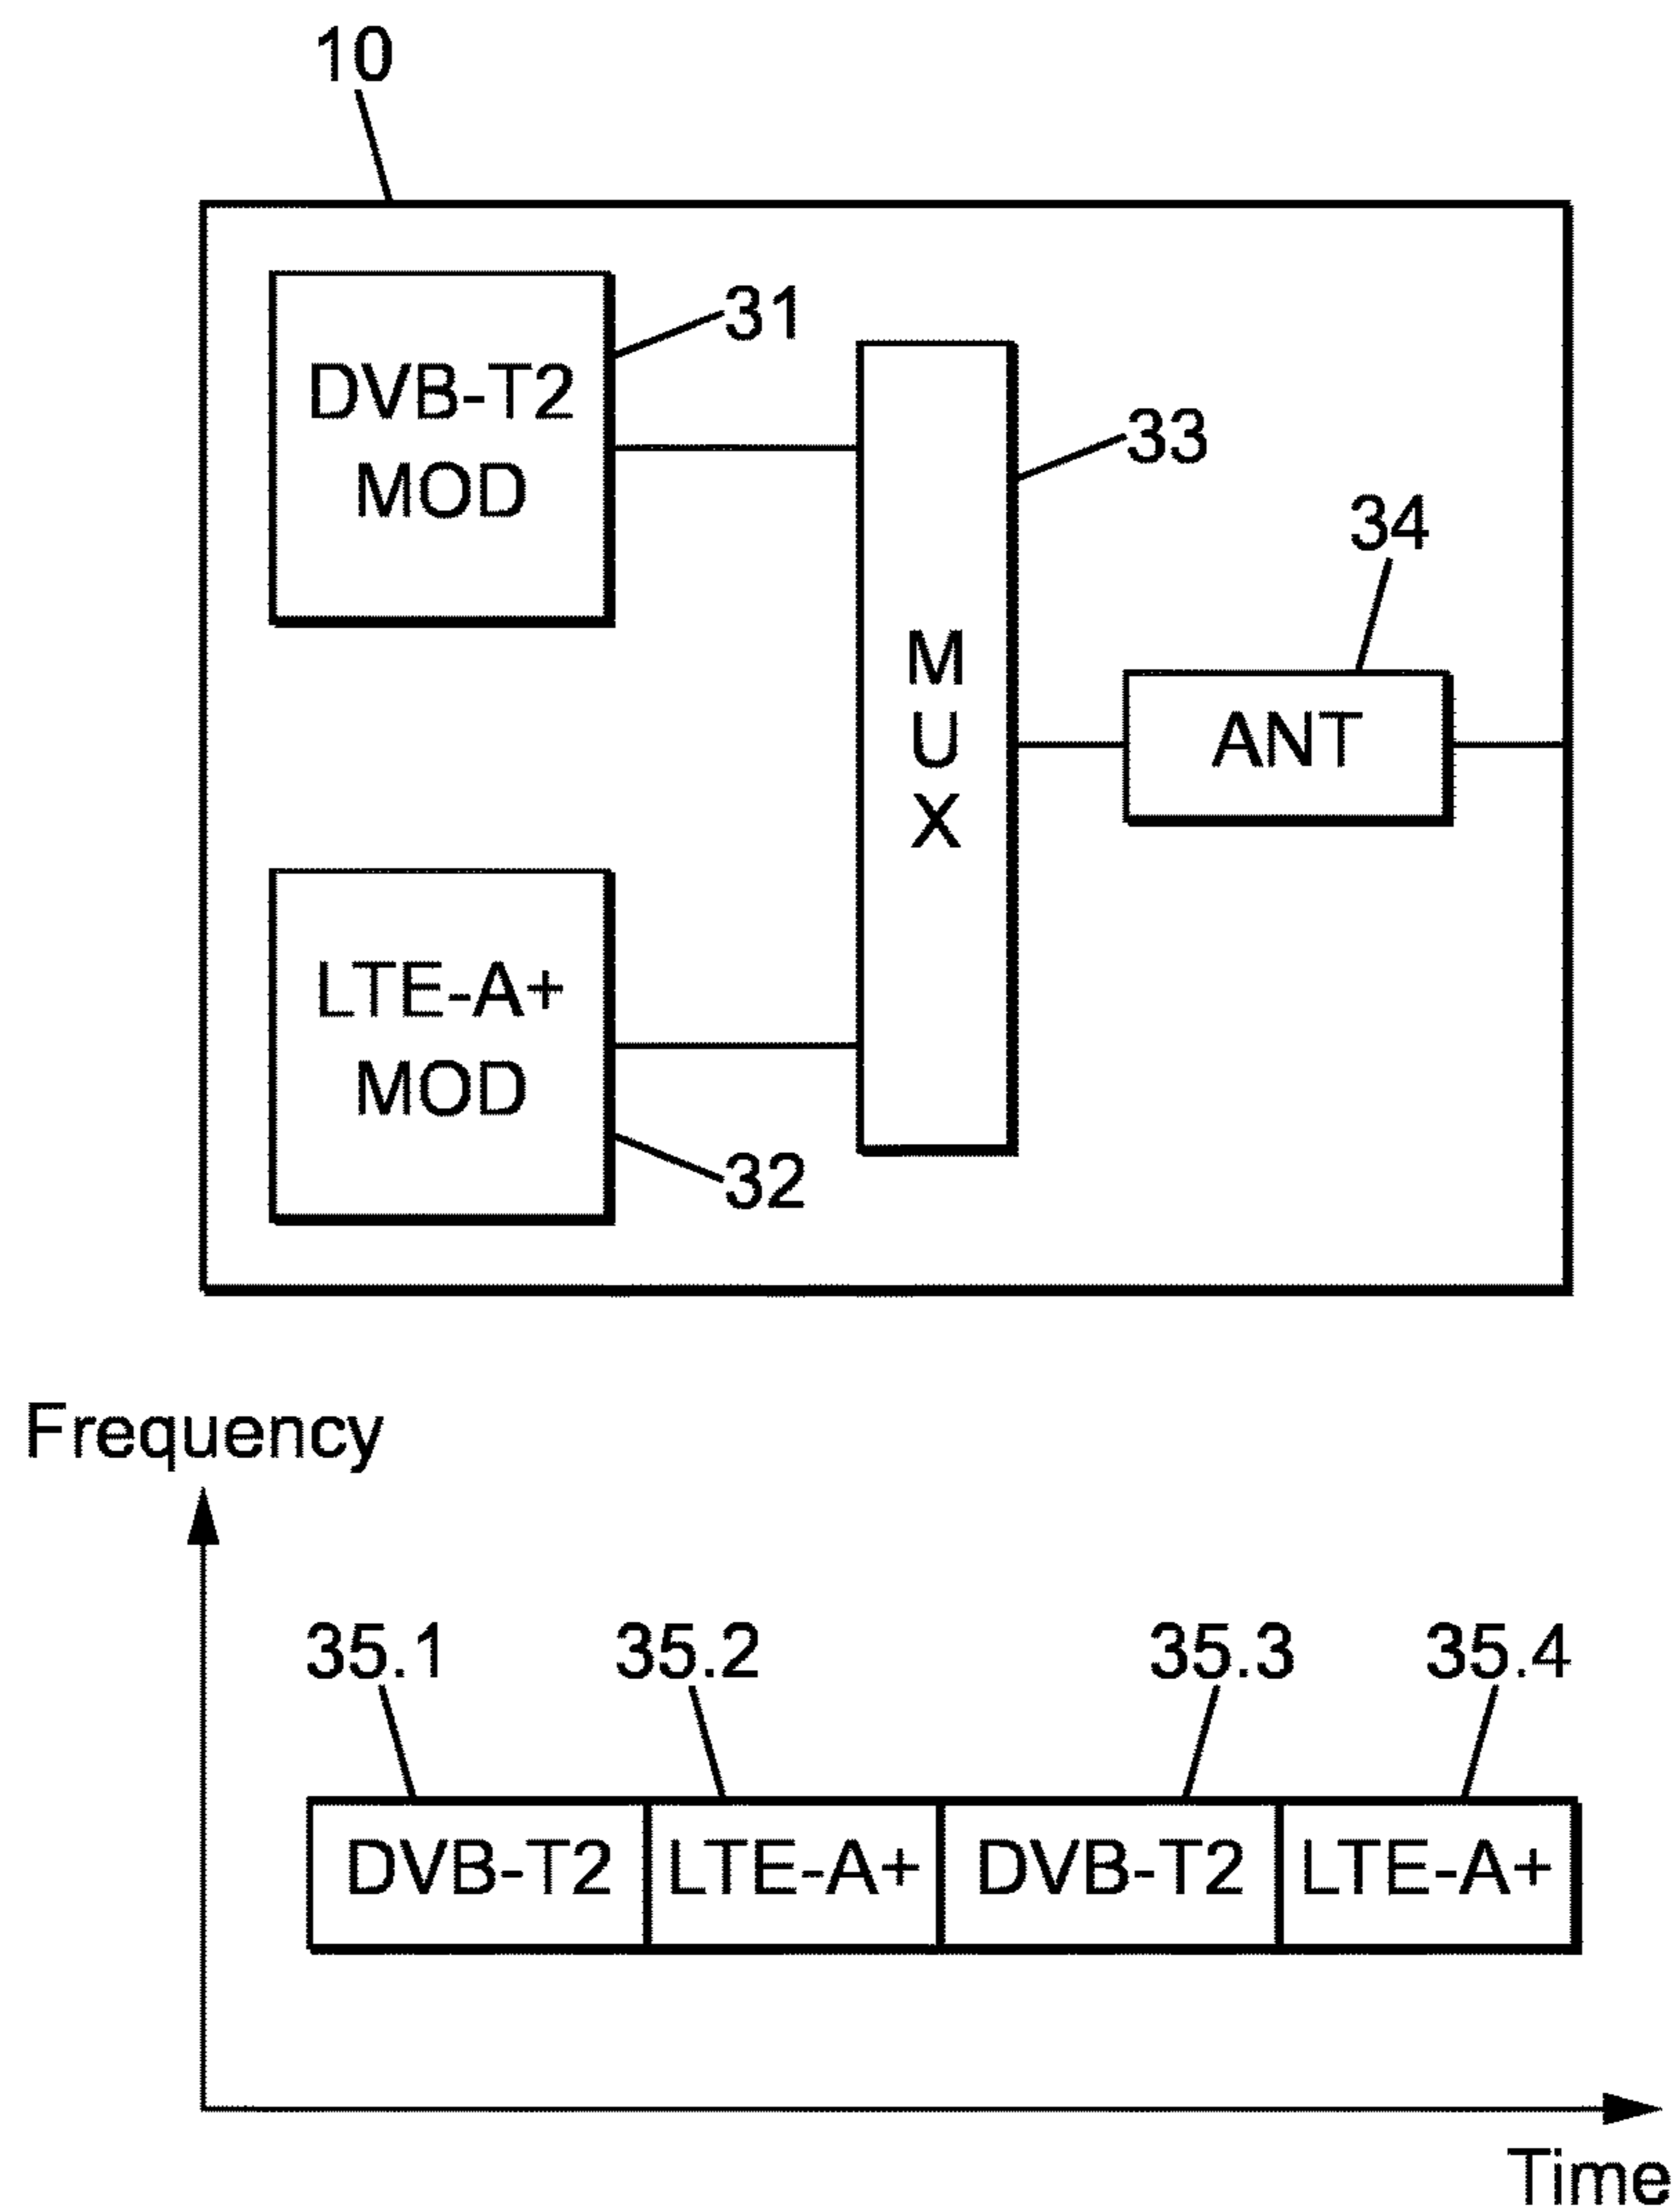 10
31
DVB-T2
MOD
33
34
M
U
X
ANT
LTE-A+
MOD
32
Frequency
35.1 35.2 35.3 35.4
DVB-T2 LTE-A+ DVB-T2 LTE-A+
Time